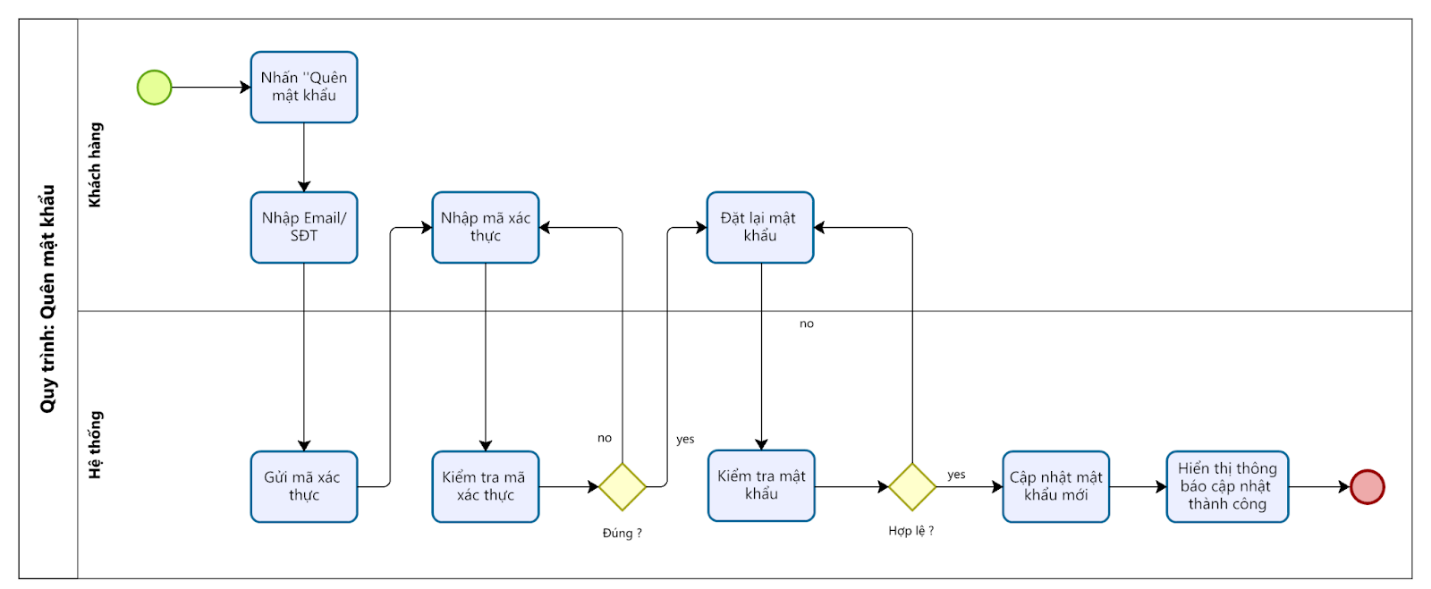 Quy trình: Quên mật khẩu
Khách hàng
Nhấn "Quên
mật khẩu
Nhập Email/
SĐT
Nhập mã xác
thực
Đặt lại mật
khẩu
Hệ thống
no
Gửi mã xác
thực
Kiểm tra mã
xác thực
no
yes
Đúng ?
Kiểm tra mật
khẩu
Hợp lệ ?
yes
Cập nhật mật
khẩu mới
Hiển thị thông
báo cập nhật
thành công